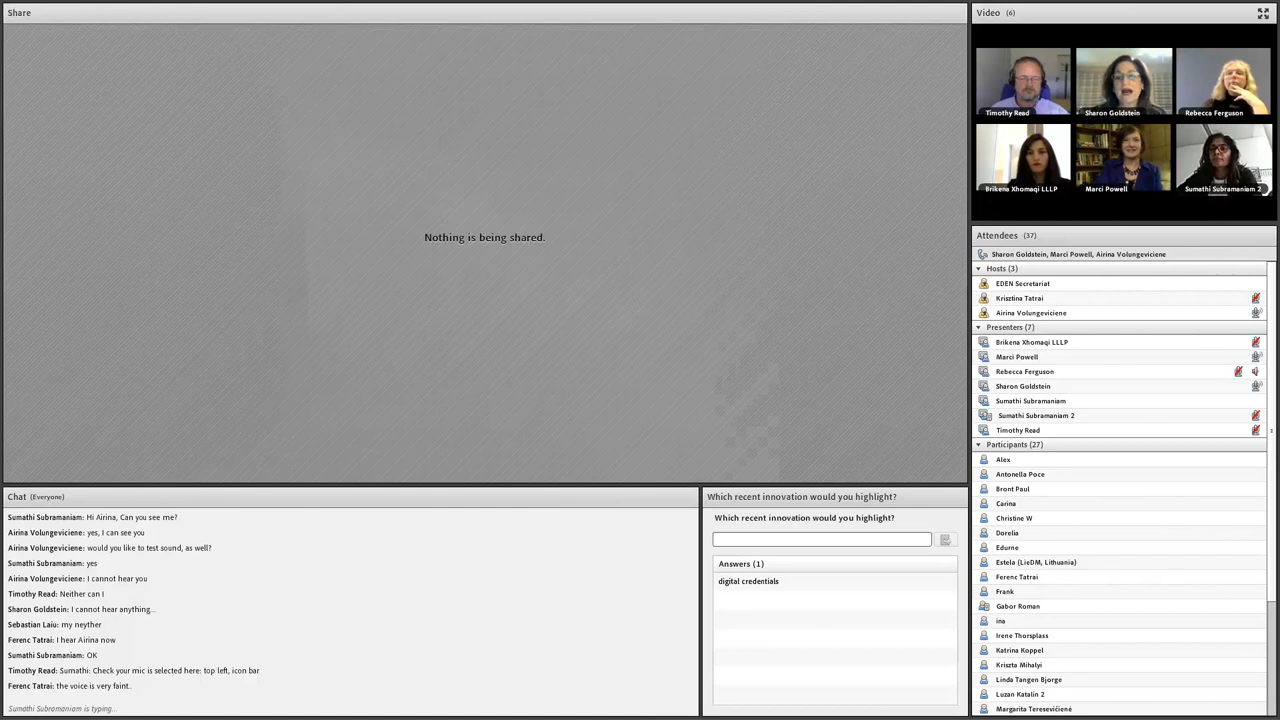 Share
Nothing is being shared.
Video (6)
Timothy Read
Sharon Goldstein
Rebecca Ferguson
Brikena Xhomaqi LLLP
Marci Powell
Sumathi Subramaniam 2
Attendees (37)
Sharon Goldstein, Marci Powell, Airina Volungeviciene
Hosts (3)
EDEN Secretariat
Krisztina Tatrai
Airina Volungeviciene
Presenters (7)
Brikena Xhomaqi LLLP
Marci Powell
Rebecca Ferguson
Sharon Goldstein
Sumathi Subramaniam
Sumathi Subramaniam 2
Timothy Read
Participants (27)
Alex
Antonella Poce
Bront Paul
Carina
Christine W
Dorelia
Edurne
Estela (LieDM, Lithuania)
Ferenc Tatrai
Frank
Gabor Roman
ina
Irene Thorsplass
Katrina Koppel
Kriszta Mihalyi
Linda Tangen Bjorge
Luzan Katalin 2
Margarita Teresevičienė
Chat (Everyone)
Sumathi Subramaniam: Hi Airina, Can you see me?
Airina Volungeviciene: yes, I can see you
Airina Volungeviciene: would you like to test sound, as well?
Sumathi Subramaniam: yes
Airina Volungeviciene: I cannot hear you
Timothy Read: Neither can I
Sharon Goldstein: I cannot hear anything...
Sebastian Laiu: my neyther
Ferenc Tatrai: I hear Airina now
Sumathi Subramaniam: OK
Timothy Read: Sumathi: Check your mic is selected here: top left, icon bar
Ferenc Tatrai: the voice is very faint..
Sumathi Subramaniam is typing...
Which recent innovation would you highlight?
Which recent innovation would you highlight?
Answers (1)
digital credentials